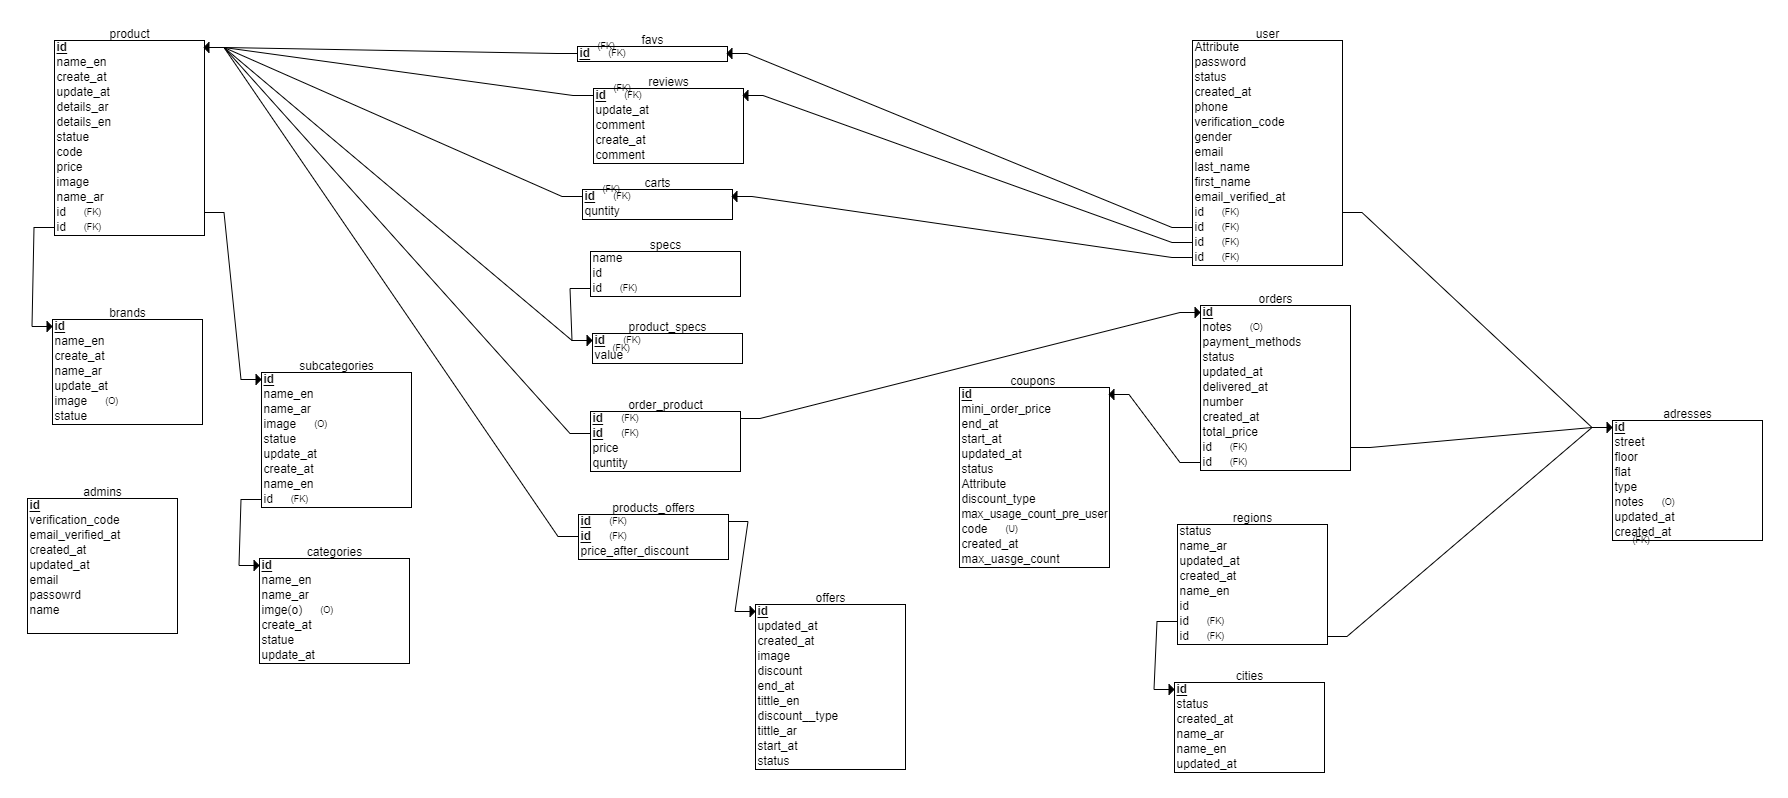 product
id
name_en
create_at
update_at
details_ar
details_en
statue
code
price
image
name_ar
id (FK)
id (FK)
brands
id
name_en
create_at
name_ar
update_at
image (O)
statue
subcategories
id
name_en
name_ar
image (O)
statue
update_at
create_at
name_en
id (FK)
admins
id
verification_code
email_verified_at
created_at
updated_at
email
passowrd
name
categories
id
name_en
name_ar
imge(o) (O)
create_at
statue
update_at
favs
(FK)
id (FK)
reviews
(FK)
id (FK)
update_at
comment
create_at
comment
carts
(FK)
id (FK)
quntity
specs
name
id
id (FK)
product_specs
id (FK)
(FK)
value
order_product
id (FK)
id (FK)
price
quntity
products_offers
id (FK)
id (FK)
price_after_discount
offers
id
updated_at
created_at
image
discount
end_at
tittle_en
discount__type
tittle_ar
start_at
status
user
Attribute
password
status
created_at
phone
verification_code
gender
email
last_name
first_name
email_verified_at
id (FK)
id (FK)
id (FK)
id (FK)
orders
id
notes (O)
payment_methods
status
updated_at
delivered_at
number
created_at
total_price
id (FK)
id (FK)
coupons
id
mini_order_price
end_at
start_at
updated_at
status
Attribute
discount_type
max_usage_count_pre_user
code (U)
created_at
max_uasge_count
regions
status
name_ar
updated_at
created_at
name_en
id
id (FK)
id (FK)
cities
id
status
created_at
name_ar
name_en
updated_at
adresses
id
street
floor
flat
type
notes (O)
updated_at
created_at
(FK)